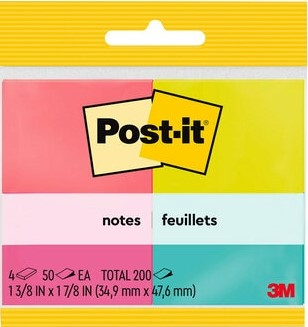 Post-it®
notes | feuillets
4 50 EA TOTAL 200
1 3/8 IN x 1 7/8 IN (34,9 mm x 47,6 mm)
3M